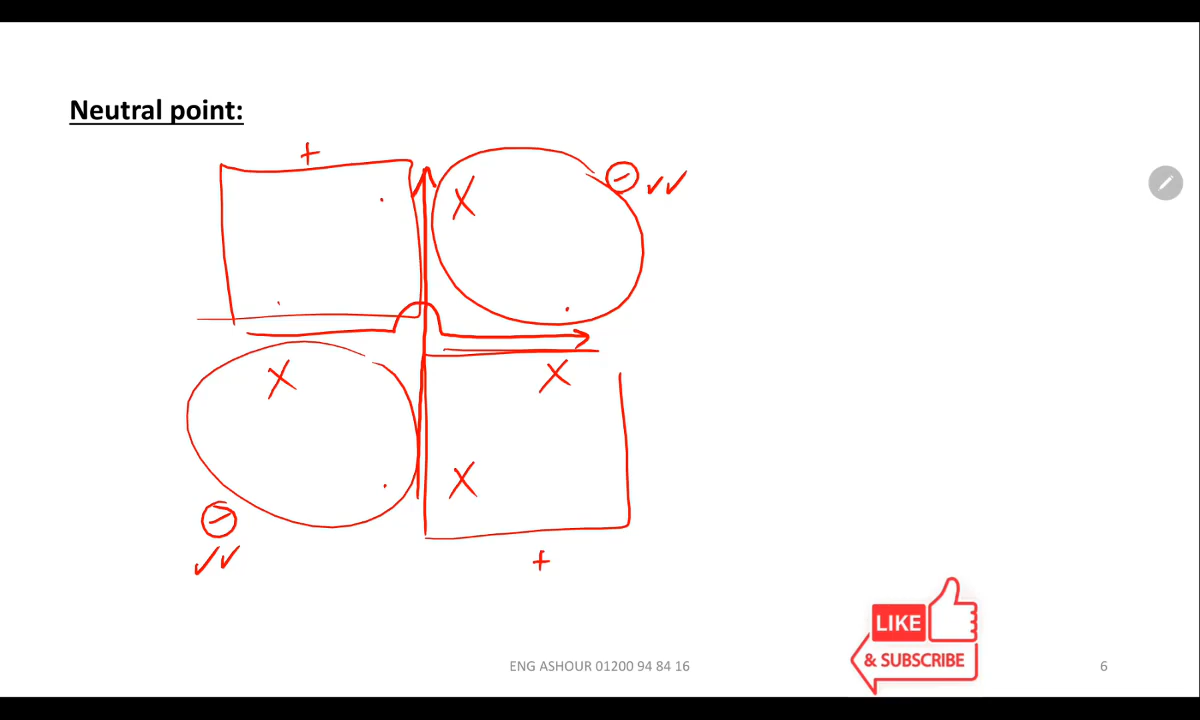 Neutral point:
+
X
X
X
X
+
LIKE
& SUBSCRIBE
ENG ASHOUR 01200 94 84 16
6